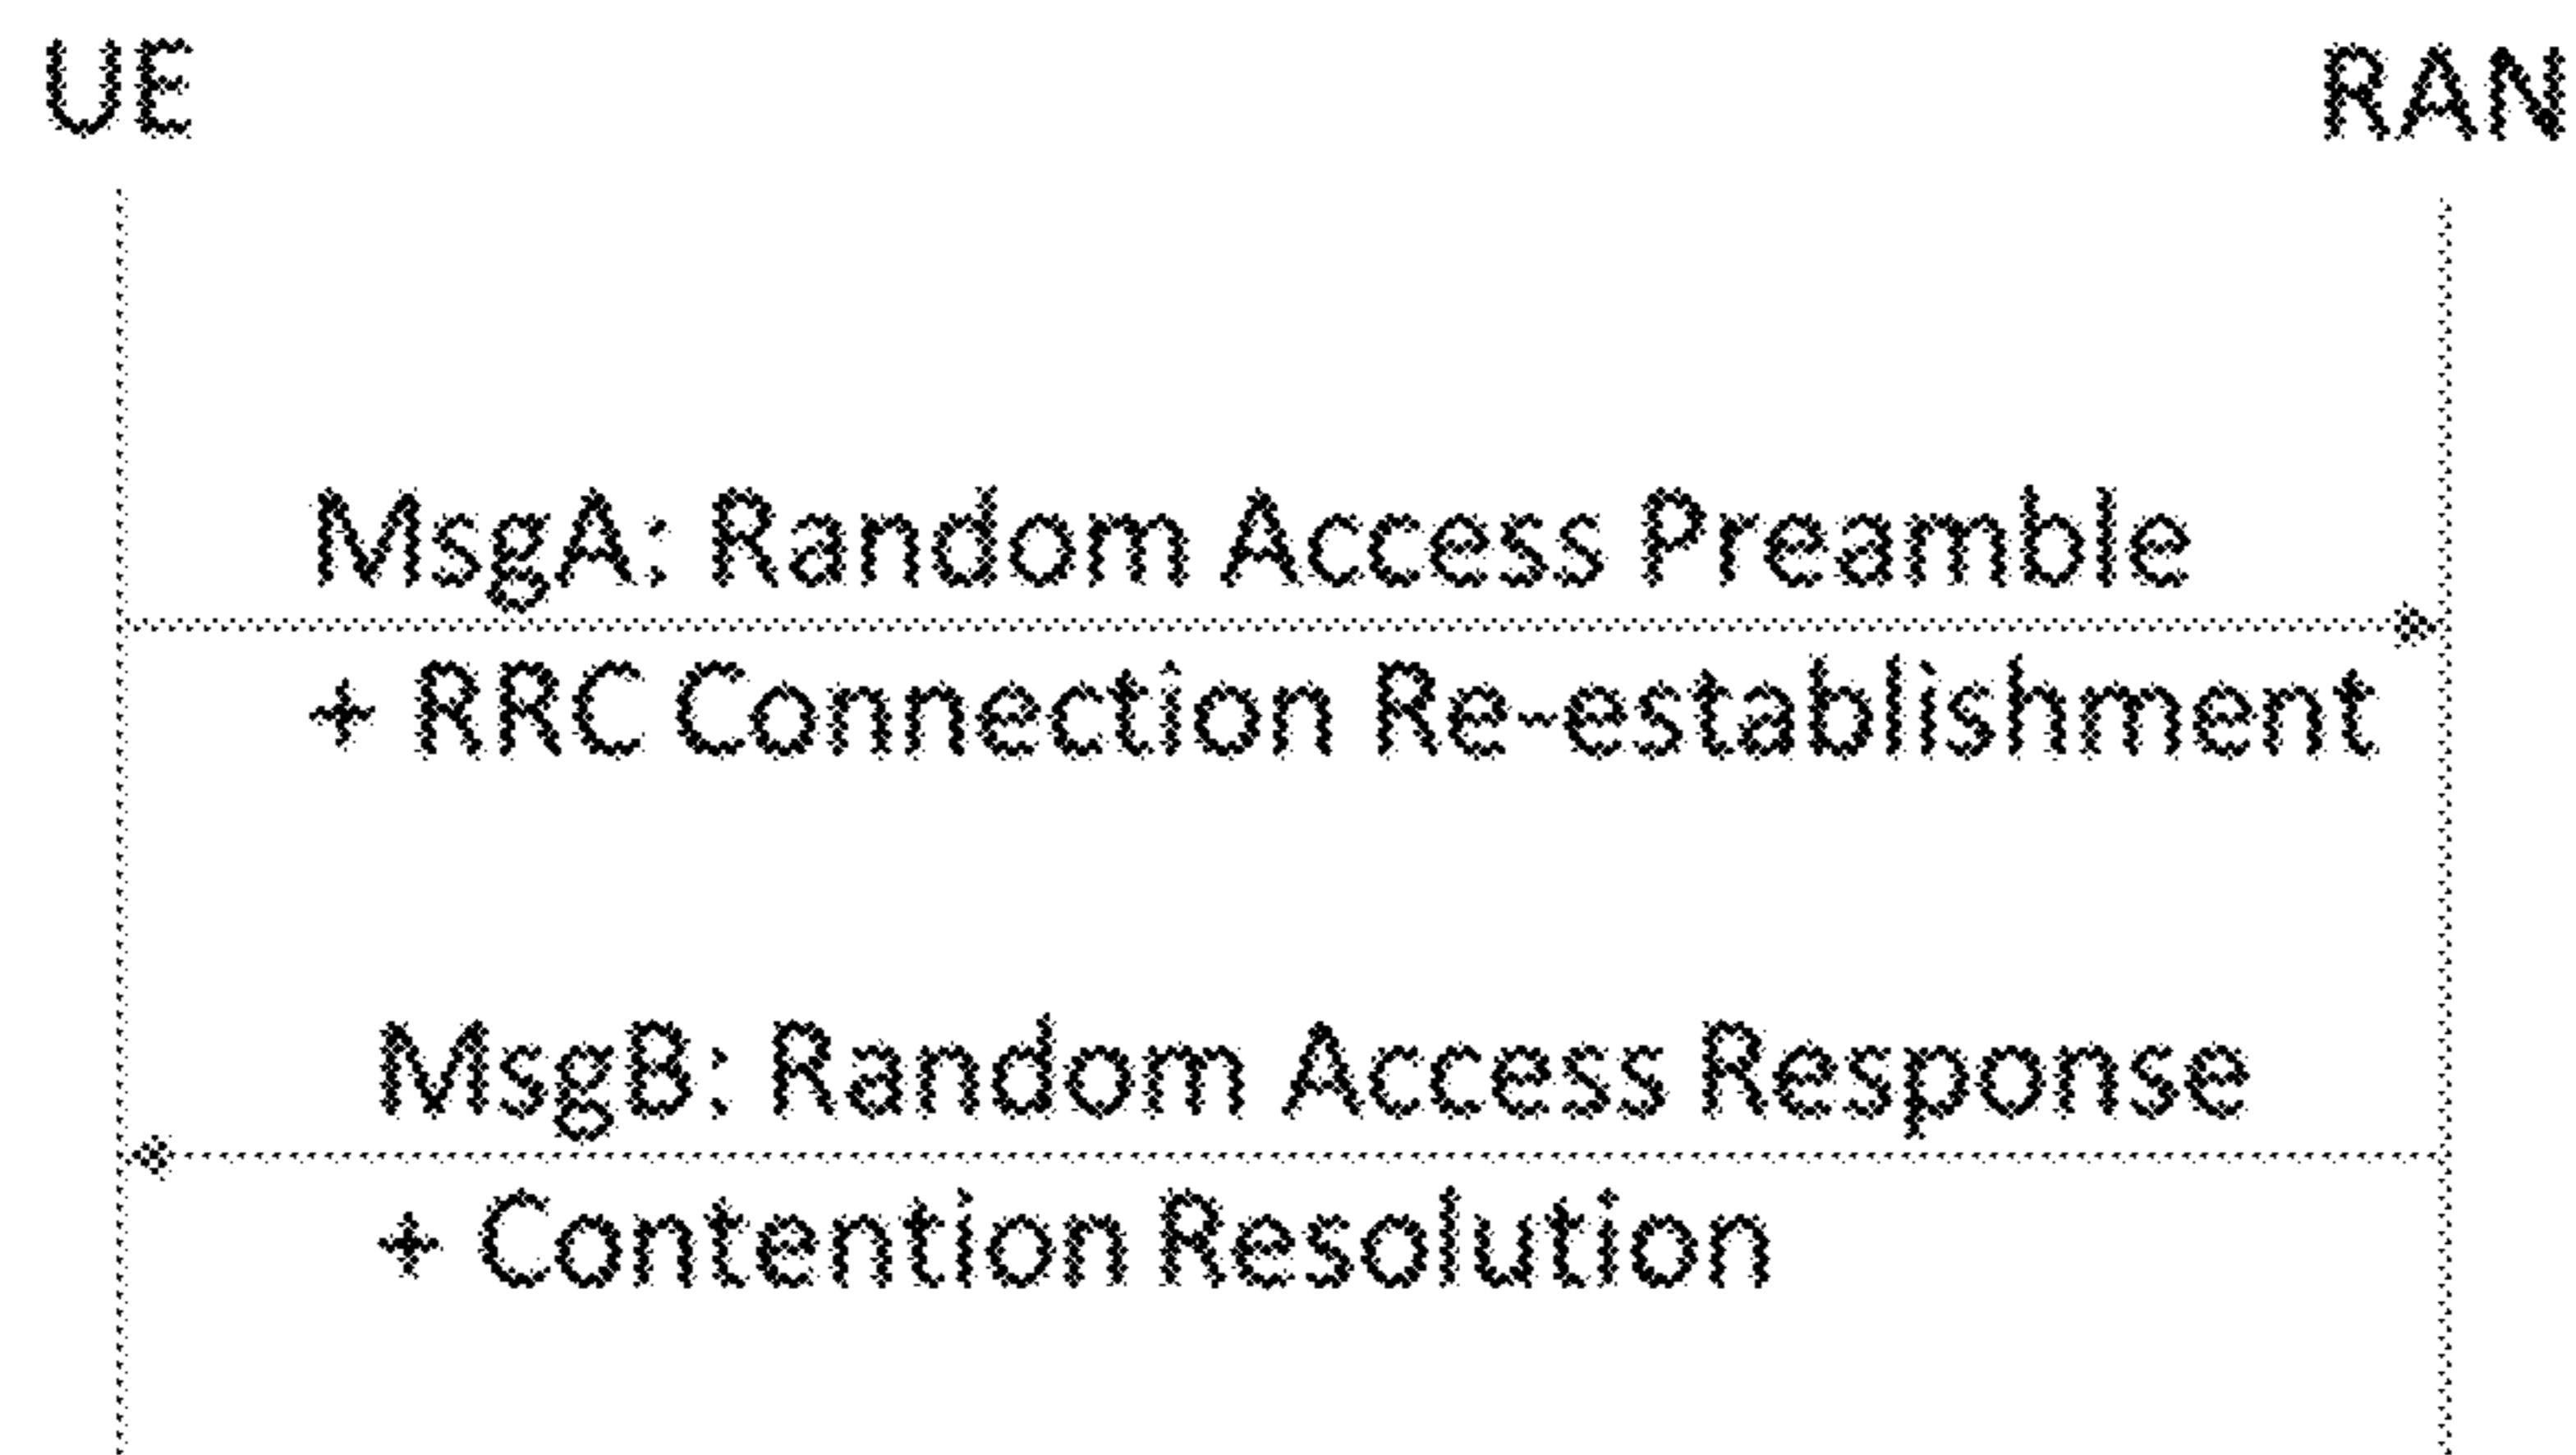 UE RAN
MsgA: Random Access Preamble
+ RRC Connection Re-establishment
MsgB: Random Access Response
+ Contention Resolution